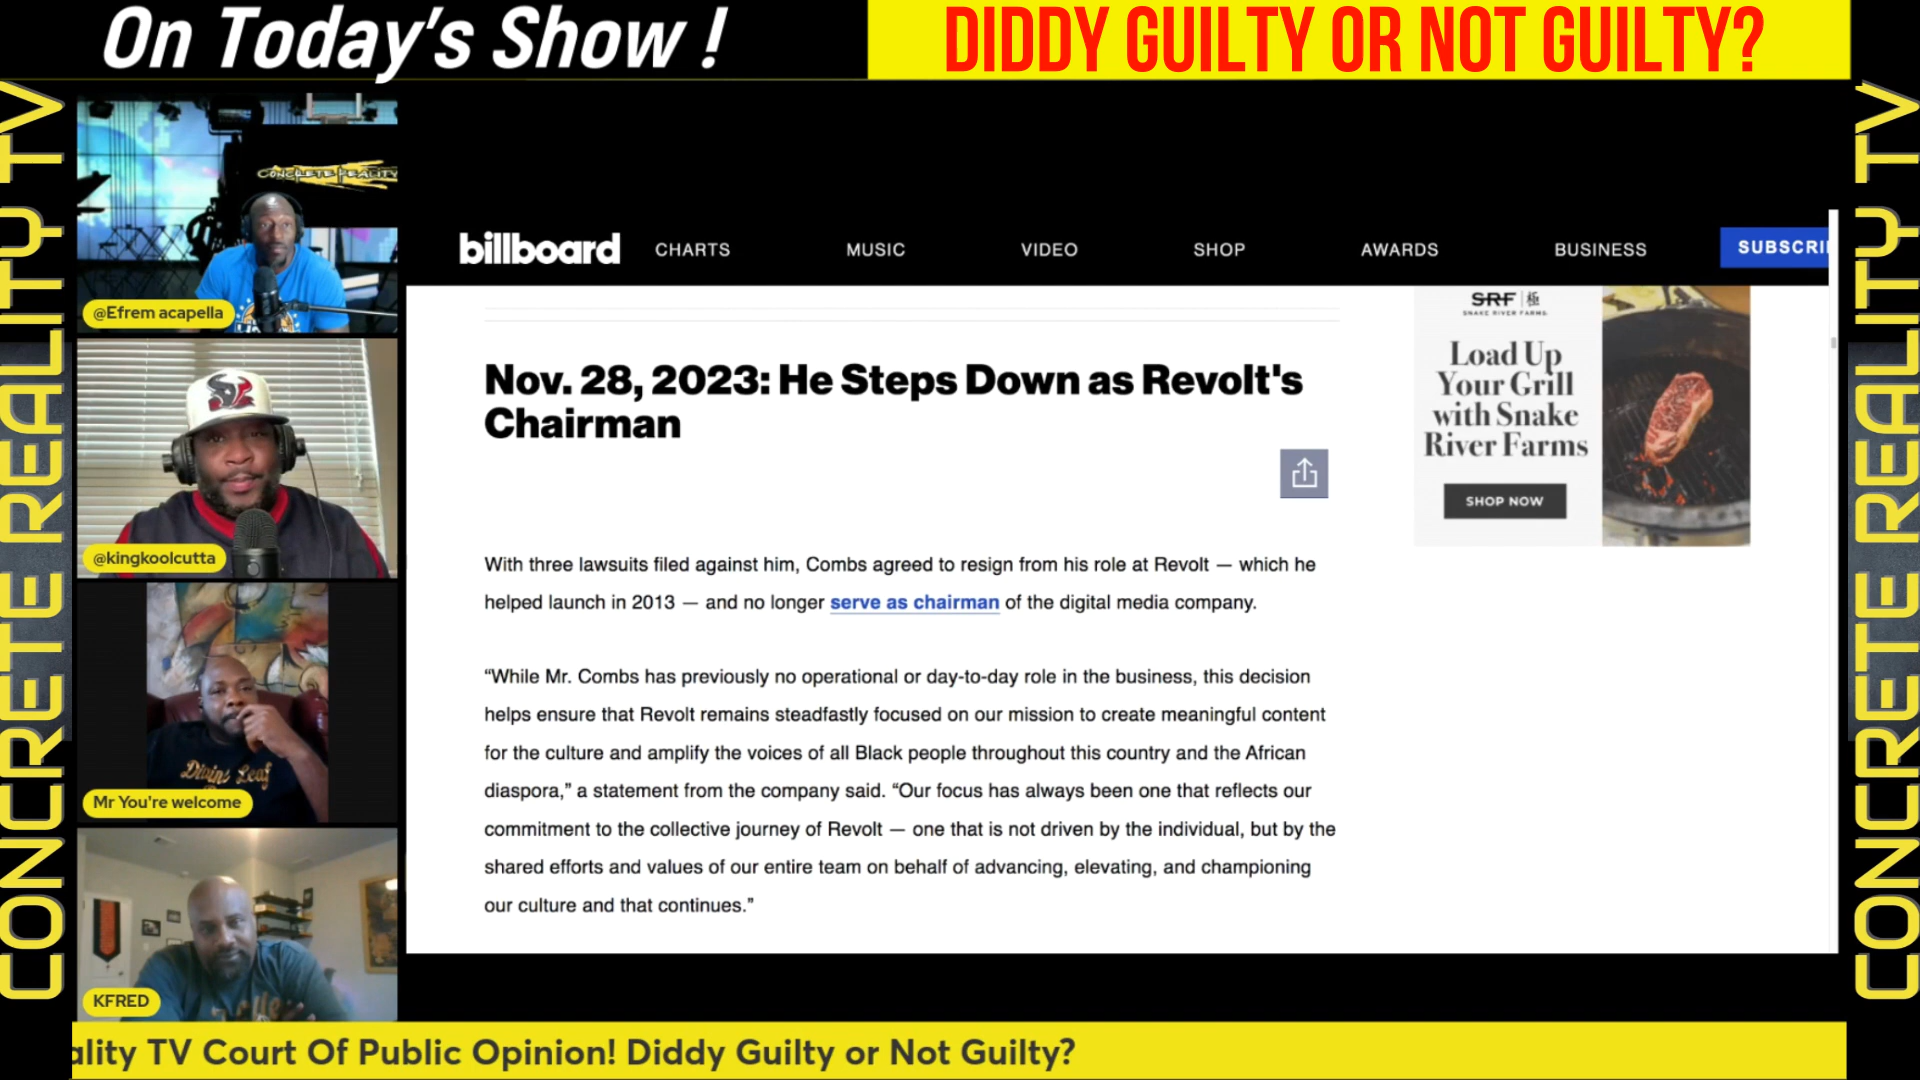 On Today's Show !
DIDDY GUILTY OR NOT GUILTY?
CONCRETE REALITY TV
CONCRETE REALITY
@Efrem acapella
@kingkoolcutta
Divine Leaf
Mr You're welcome
KFRED
billboard CHARTS MUSIC VIDEO SHOP AWARDS BUSINESS SUBSCRI
Nov. 28, 2023: He Steps Down as Revolt's
Chairman
With three lawsuits filed against him, Combs agreed to resign from his role at Revolt — which he
helped launch in 2013 — and no longer serve as chairman of the digital media company.
“While Mr. Combs has previously no operational or day-to-day role in the business, this decision
helps ensure that Revolt remains steadfastly focused on our mission to create meaningful content
for the culture and amplify the voices of all Black people throughout this country and the African
diaspora,” a statement from the company said. “Our focus has always been one that reflects our
commitment to the collective journey of Revolt — one that is not driven by the individual, but by the
shared efforts and values of our entire team on behalf of advancing, elevating, and championing
our culture and that continues.”
SRF 極
SNAKE RIVER FARMS
Load Up
Your Grill
with Snake
River Farms
SHOP NOW
CONCRETE REALITY TV
ality TV Court Of Public Opinion! Diddy Guilty or Not Guilty?